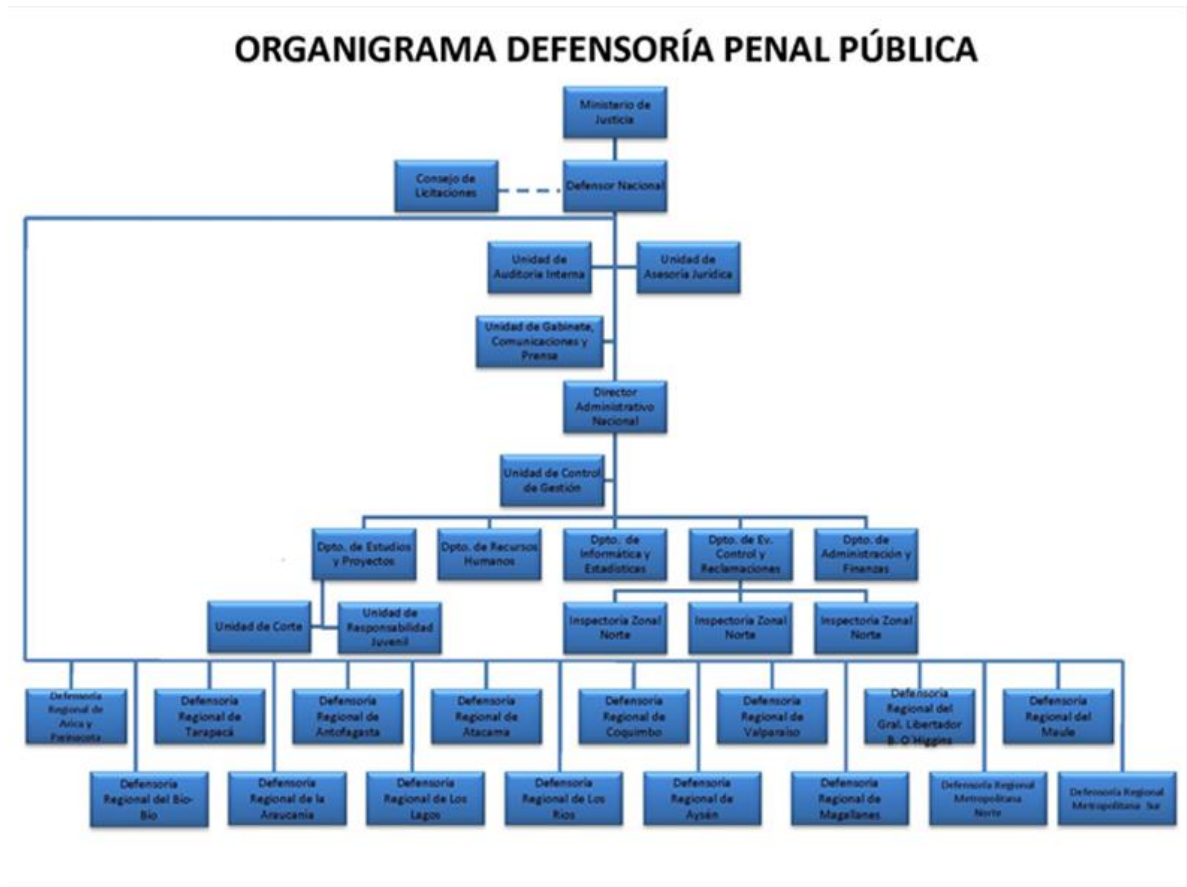 ORGANIGRAMA DEFENSORÍA PENAL PÚBLICA
Ministerio de
Justicia
Consejo de
Licitaciones
Defensor Nacional
Unidad de
Auditoria Interna
Unidad de
Asesoría Jurídica
Unidad de Gabinete,
Comunicaciones y
Prensa
Director
Administrativo
Nacional
Unidad de Control
de Gestión
Dpto. de Estudios
y Proyectos
Dpto. de Recursos
Humanos
Dpto. de
Informática y
Estadísticas
Dpto. de Ev.
Control y
Reclamaciones
Dpto. de
Administración y
Finanzas
Unidad de Corte
Unidad de
Responsabilidad
Juvenil
Inspectoría Zonal
Norte
Inspectoría Zonal
Norte
Inspectoría Zonal
Norte
Defensoría
Regional de
Arica y
Parinacota
Defensoría
Regional de
Tarapacá
Defensoría
Regional de
Antofagasta
Defensoría
Regional de
Atacama
Defensoría
Regional de
Coquimbo
Defensoría
Regional de
Valparaíso
Defensoría
Regional del
Gral. Libertador
B. O Higgins
Defensoría
Regional del
Maule
Defensoría
Regional del Bio-
Bio
Defensoría
Regional de la
Araucanía
Defensoría
Regional de Los
Lagos
Defensoría
Regional de Los
Ríos
Defensoría
Regional de
Aysén
Defensoría
Regional de
Magallanes
Defensoría Regional
Metropolitana
Norte
Defensoría Regional
Metropolitana Sur